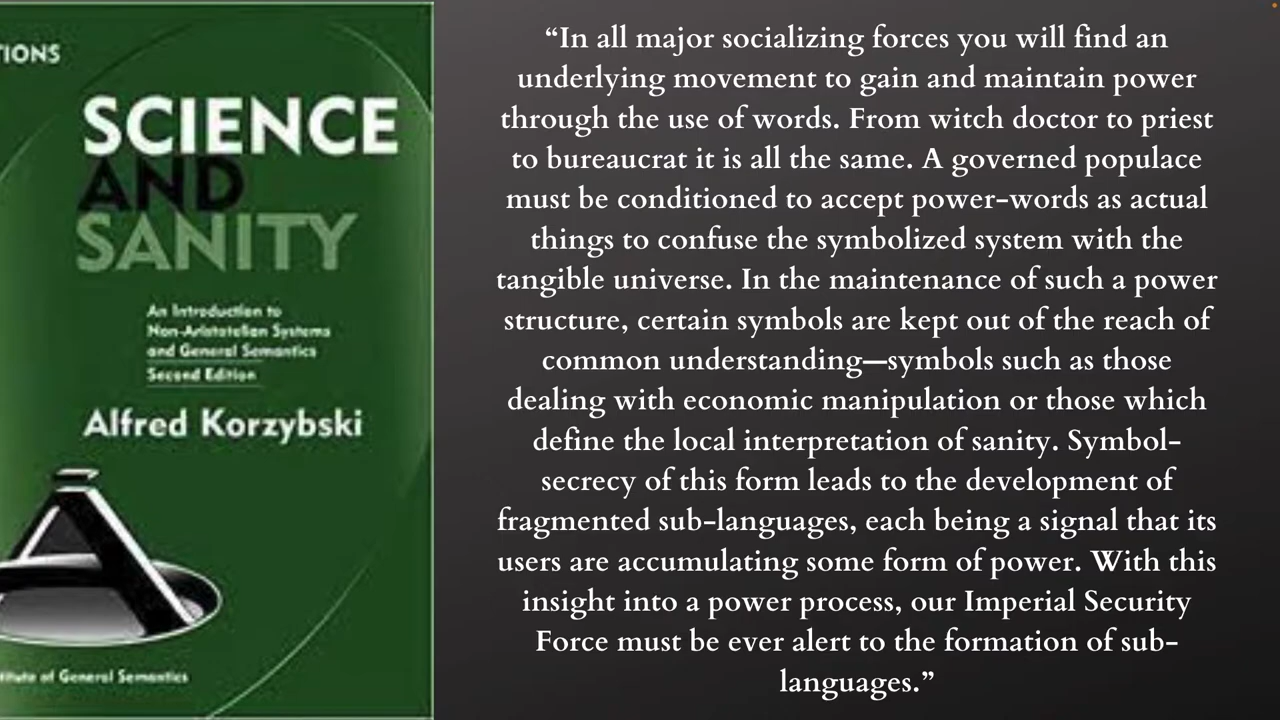 TIONS
SCIENCE
AND
SANITY
An Introduction to
Non-Aristotelian Systems
and General Semantics
Second Edition
Alfred Korzybski
titute of General Semantics
“In all major socializing forces you will find an
underlying movement to gain and maintain power
through the use of words. From witch doctor to priest
to bureaucrat it is all the same. A governed populace
must be conditioned to accept power-words as actual
things to confuse the symbolized system with the
tangible universe. In the maintenance of such a power
structure, certain symbols are kept out of the reach of
common understanding—symbols such as those
dealing with economic manipulation or those which
define the local interpretation of sanity. Symbol-
secrecy of this form leads to the development of
fragmented sub-languages, each being a signal that its
users are accumulating some form of power. With this
insight into a power process, our Imperial Security
Force must be ever alert to the formation of sub-
languages.”